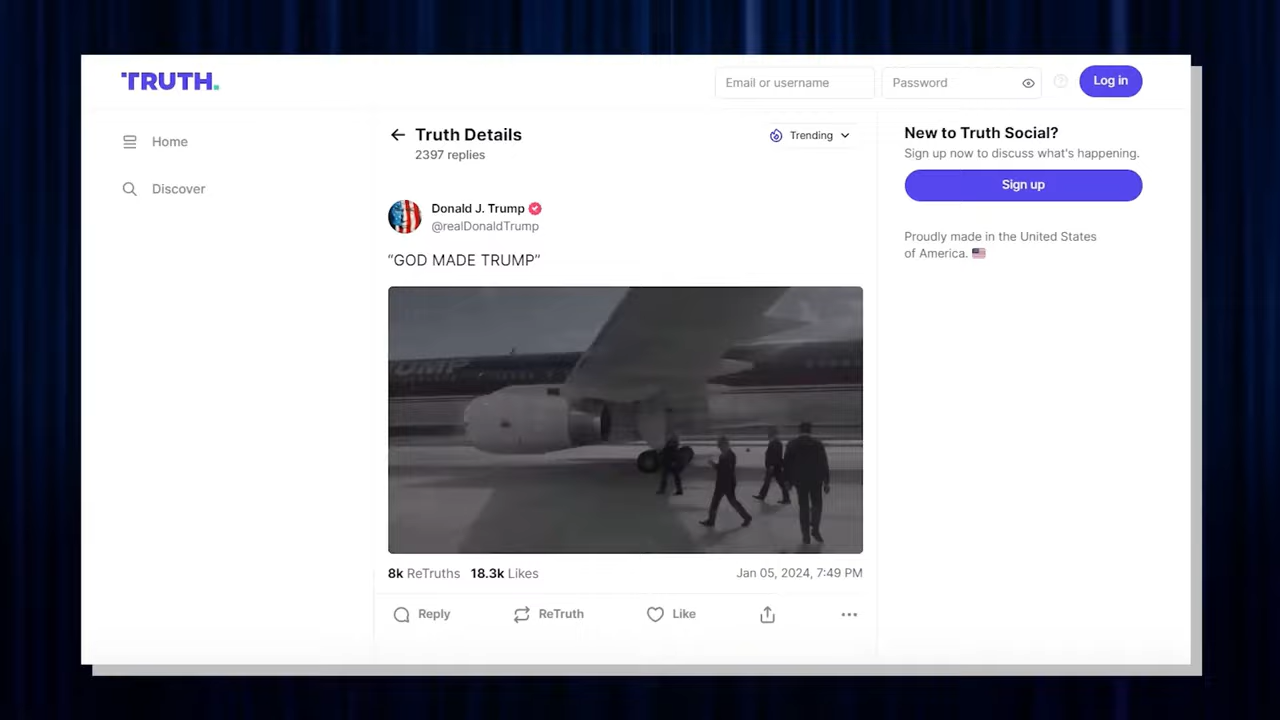 TRUTH.
Email or username
Password
Log in
Home
Discover
Truth Details
2397 replies
Trending
New to Truth Social?
Sign up now to discuss what's happening.
Sign up
Donald J. Trump
@realDonaldTrump
Proudly made in the United States
of America. 🇺🇸
“GOD MADE TRUMP”
8k ReTruths 18.3k Likes
Jan 05, 2024, 7:49 PM
Reply
ReTruth
Like